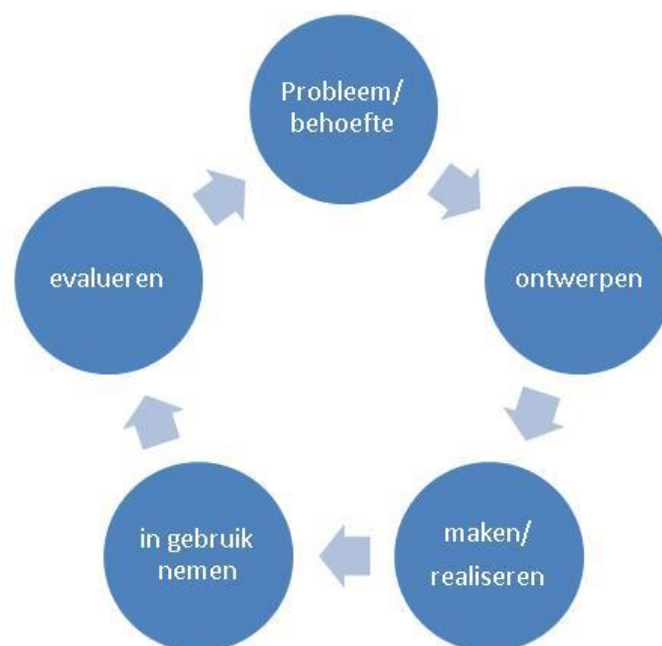 Probleem/
behoefte
ontwerpen
maken/
realiseren
in gebruik
nemen
evalueren